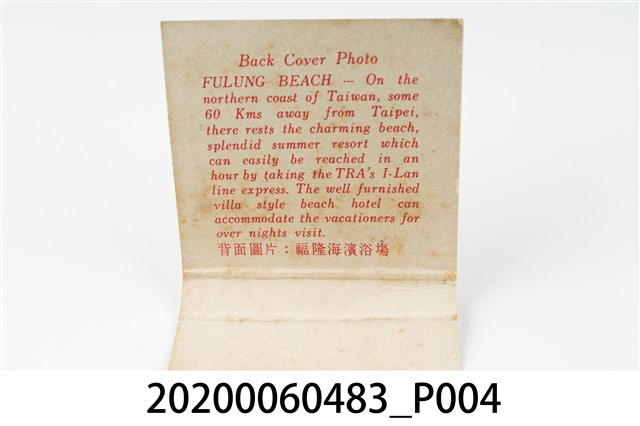 Back Cover Photo
FULUNG BEACH -- On the
northern coast of Taiwan, some
60 Kms away from Taipei,
there rests the charming beach,
splendid summer resort which
can easily be reached in an
hour by taking the TRA's I-Lan
line express. The well furnished
villa style beach hotel can
accommodate the vacationers for
over nights visit.
背面圖片：福隆海濱浴場
20200060483_P004